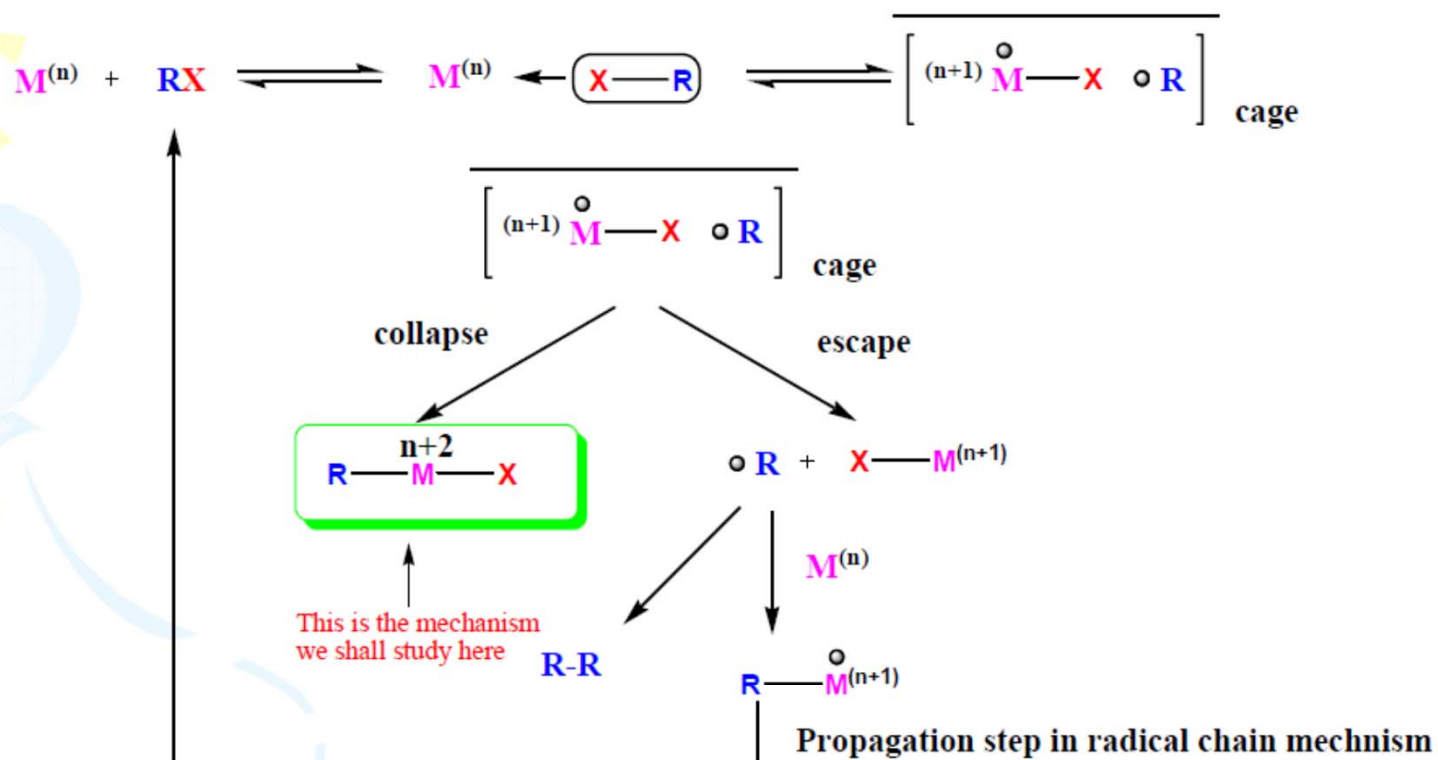 M(n) + RX M(n) X—R (n+1) M—X R
cage
(n+1) M—X R
cage
collapse
escape
n+2
R—M—X
R + X—M(n+1)
M(n)
This is the mechanism
we shall study here
R-R
R—M(n+1)
Propagation step in radical chain mechnism